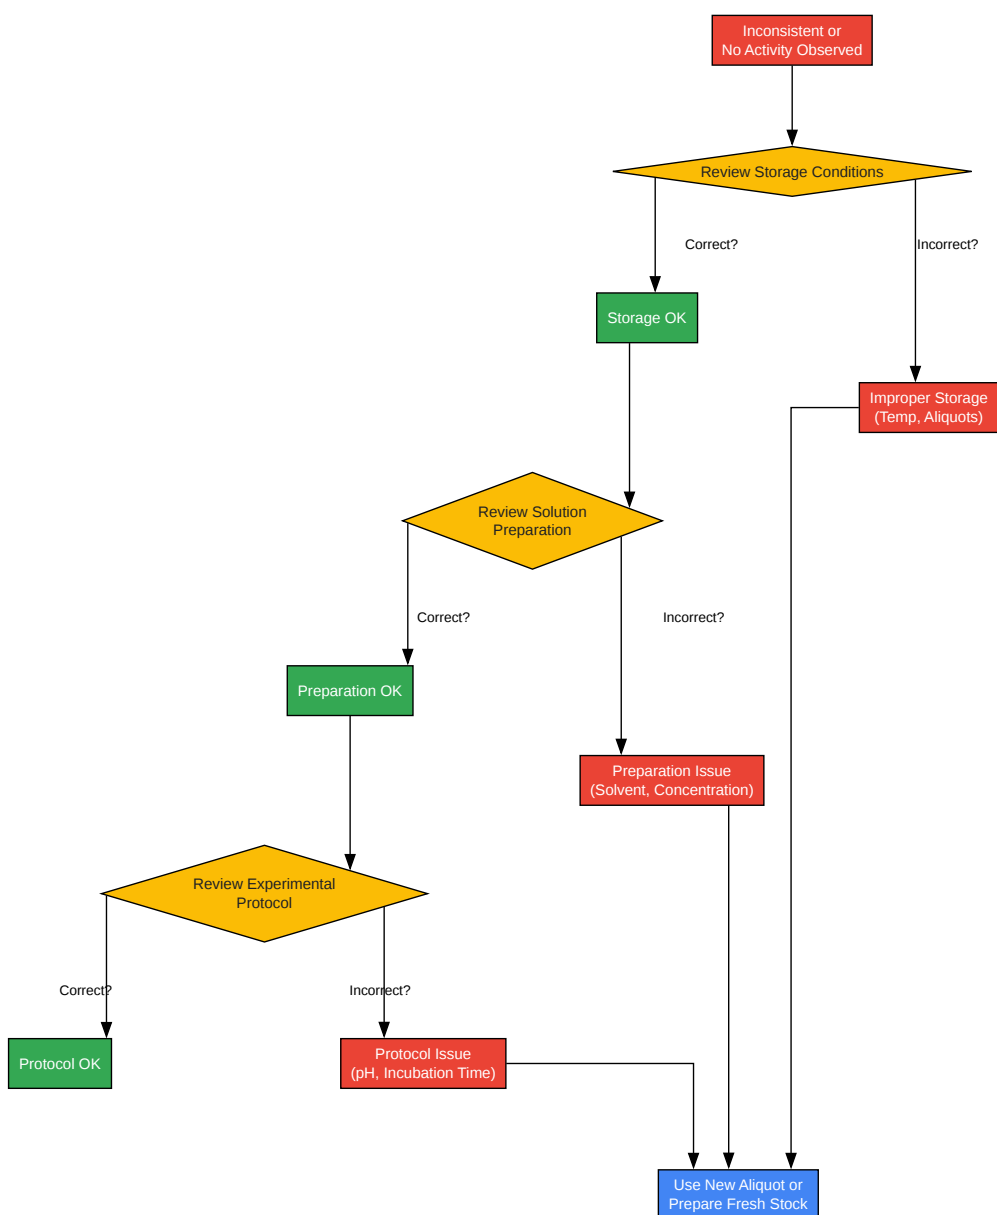 Inconsistent or
No Activity Observed
Review Storage Conditions
Correct?
Incorrect?
Storage OK
Improper Storage
(Temp, Aliquots)
Review Solution
Preparation
Correct?
Incorrect?
Preparation OK
Preparation Issue
(Solvent, Concentration)
Review Experimental
Protocol
Correct?
Incorrect?
Protocol OK
Protocol Issue
(pH, Incubation Time)
Use New Aliquot or
Prepare Fresh Stock